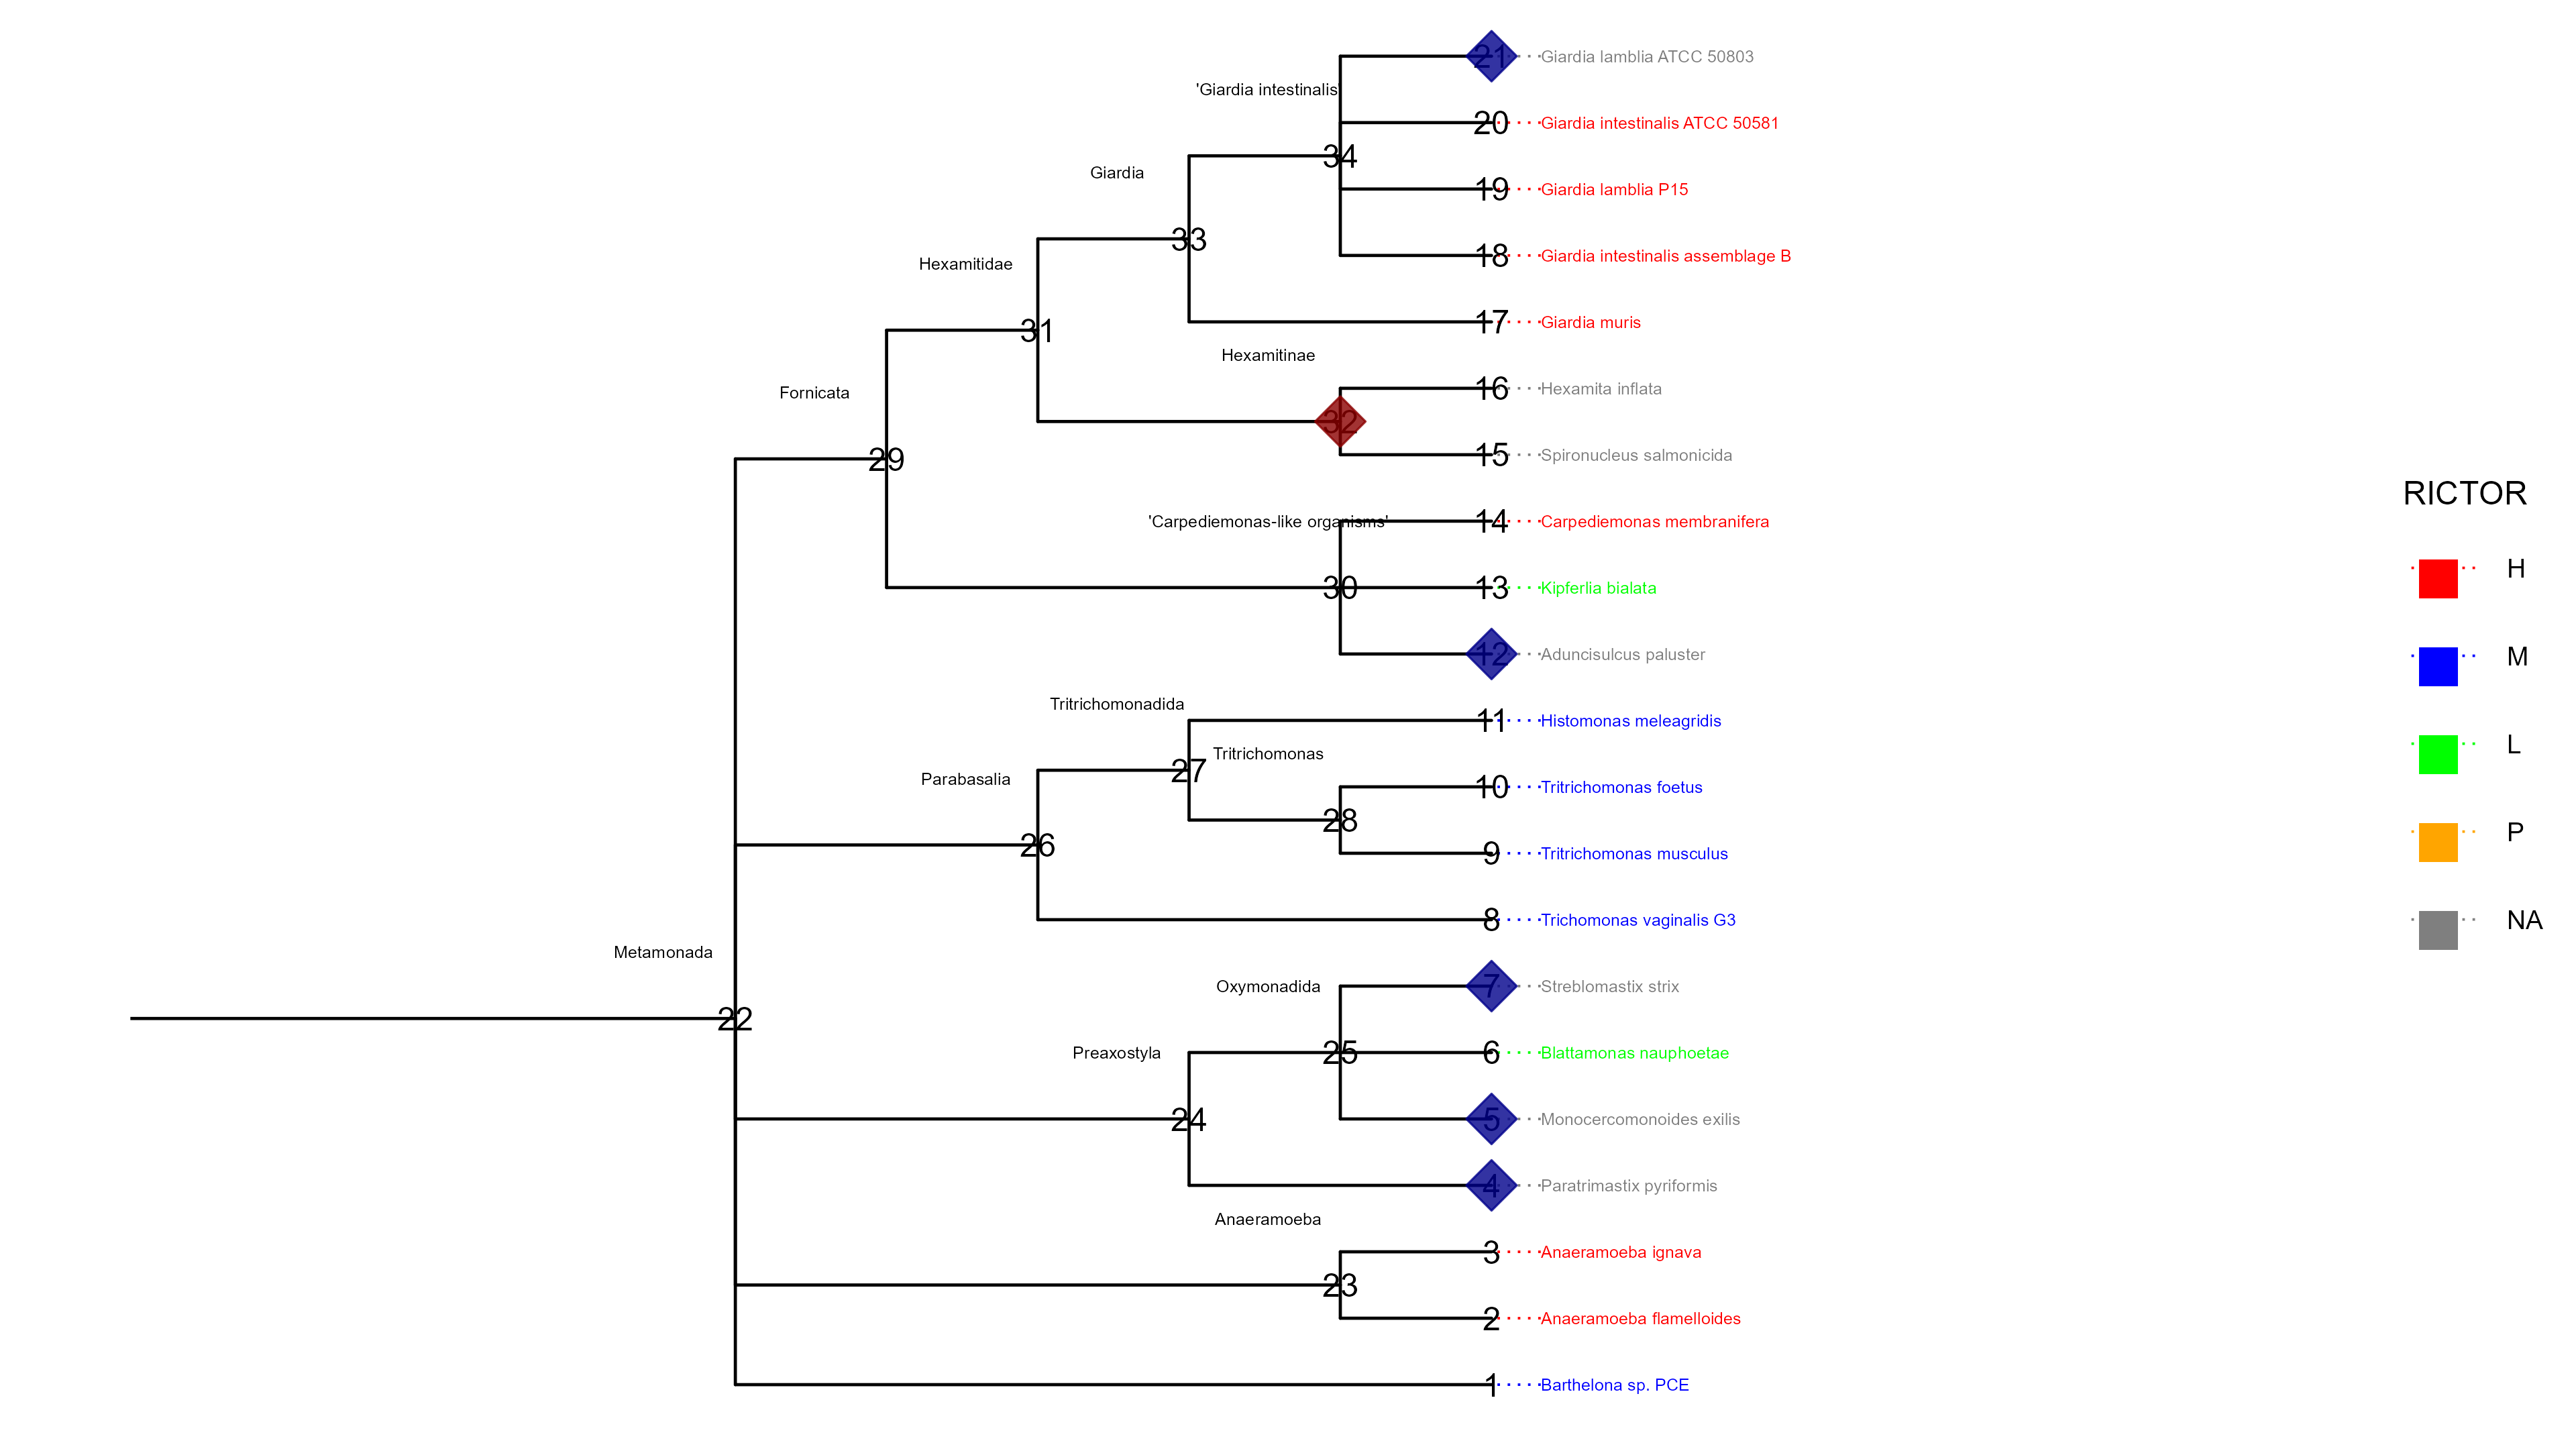 21 Giardia lamblia ATCC 50803
'Giardia intestinalis'
20 Giardia intestinalis ATCC 50581
34
Giardia
19 Giardia lamblia P15
33
18 Giardia intestinalis assemblage B
Hexamitidae
17 Giardia muris
31
Hexamitinae
16 Hexamita inflata
Fornicata
32
15 Spironucleus salmonicida
29
RICTOR
'Carpediemonas-like organisms'
14 Carpediemonas membranifera
H
30
13 Kipferlia bialata
12 Aduncisulcus paluster
M
Tritrichomonadida
11 Histomonas meleagridis
L
Tritrichomonas
27
Parabasalia
10 Tritrichomonas foetus
28
P
26
9 Tritrichomonas musculus
8 Trichomonas vaginalis G3
NA
Metamonada
Oxymonadida
7 Streblomastix strix
22
Preaxostyla
25
6 Blattamonas nauphoetae
24
5 Monocercomonoides exilis
4 Paratrimastix pyriformis
Anaeramoeba
3 Anaeramoeba ignava
23
2 Anaeramoeba flamelloides
1 Barthelona sp. PCE